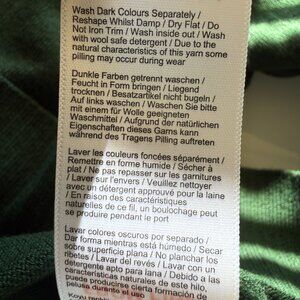 Wash Dark Colours Separately /
Reshape Whilst Damp / Dry Flat / Do
Not Iron Trim / Wash inside out / Wash
with wool safe detergent / Due to the
natural characteristics of this yarn some
pilling may occur during wear
Dunkle Farben getrennt waschen /
Feucht in Form bringen / Liegend
trocknen / Besatzartikel nicht bügeln /
Auf links waschen / Waschen Sie bitte
mit einem für Wolle geeigneten
Waschmittel / Aufgrund der natürlichen
Eigenschaften dieses Garns kann
während des Tragens Pilling auftreten
Laver les couleurs foncées séparément /
Remettre en forme humide / Sécher à
plat / Ne pas repasser sur les garnitures
/ Laver sur l'envers / Veuillez nettoyer
avec un détergent approuvé pour la laine
/ En raison des caractéristiques
naturelles de ce fil, un boulochage peut
se produire pendant le port
Lavar colores oscuros por separado /
Dar forma mientras está húmedo / Secar
sobre superficie plana / No planchar los
ribetes / Lavar del revés / Lavar con un
detergente apto para lana / Debido a las
características naturales de este hilo,
puede producirse cierta formación de
pelusa durante el uso
Koyu